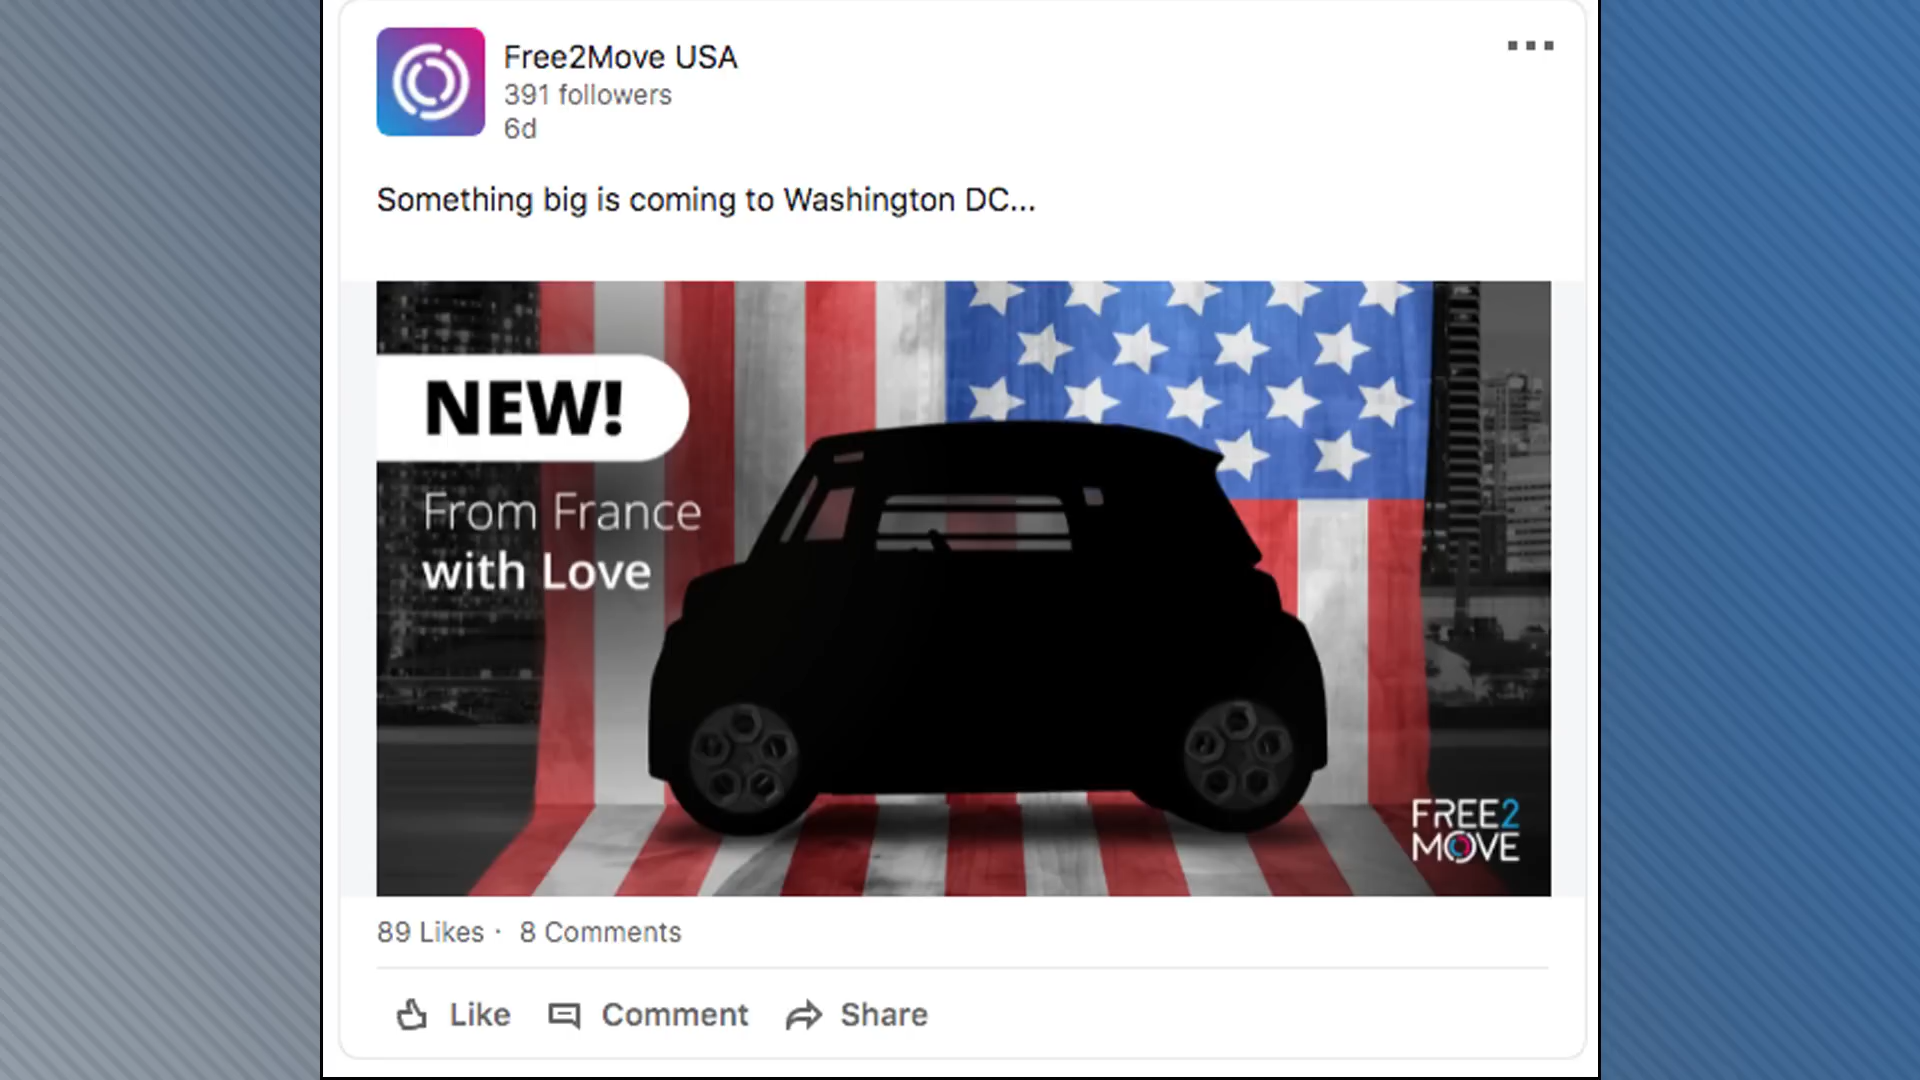 Free2Move USA
391 followers
6d
Something big is coming to Washington DC...
NEW!
From France
with Love
FREE2
MOVE
89 Likes · 8 Comments
Like Comment Share